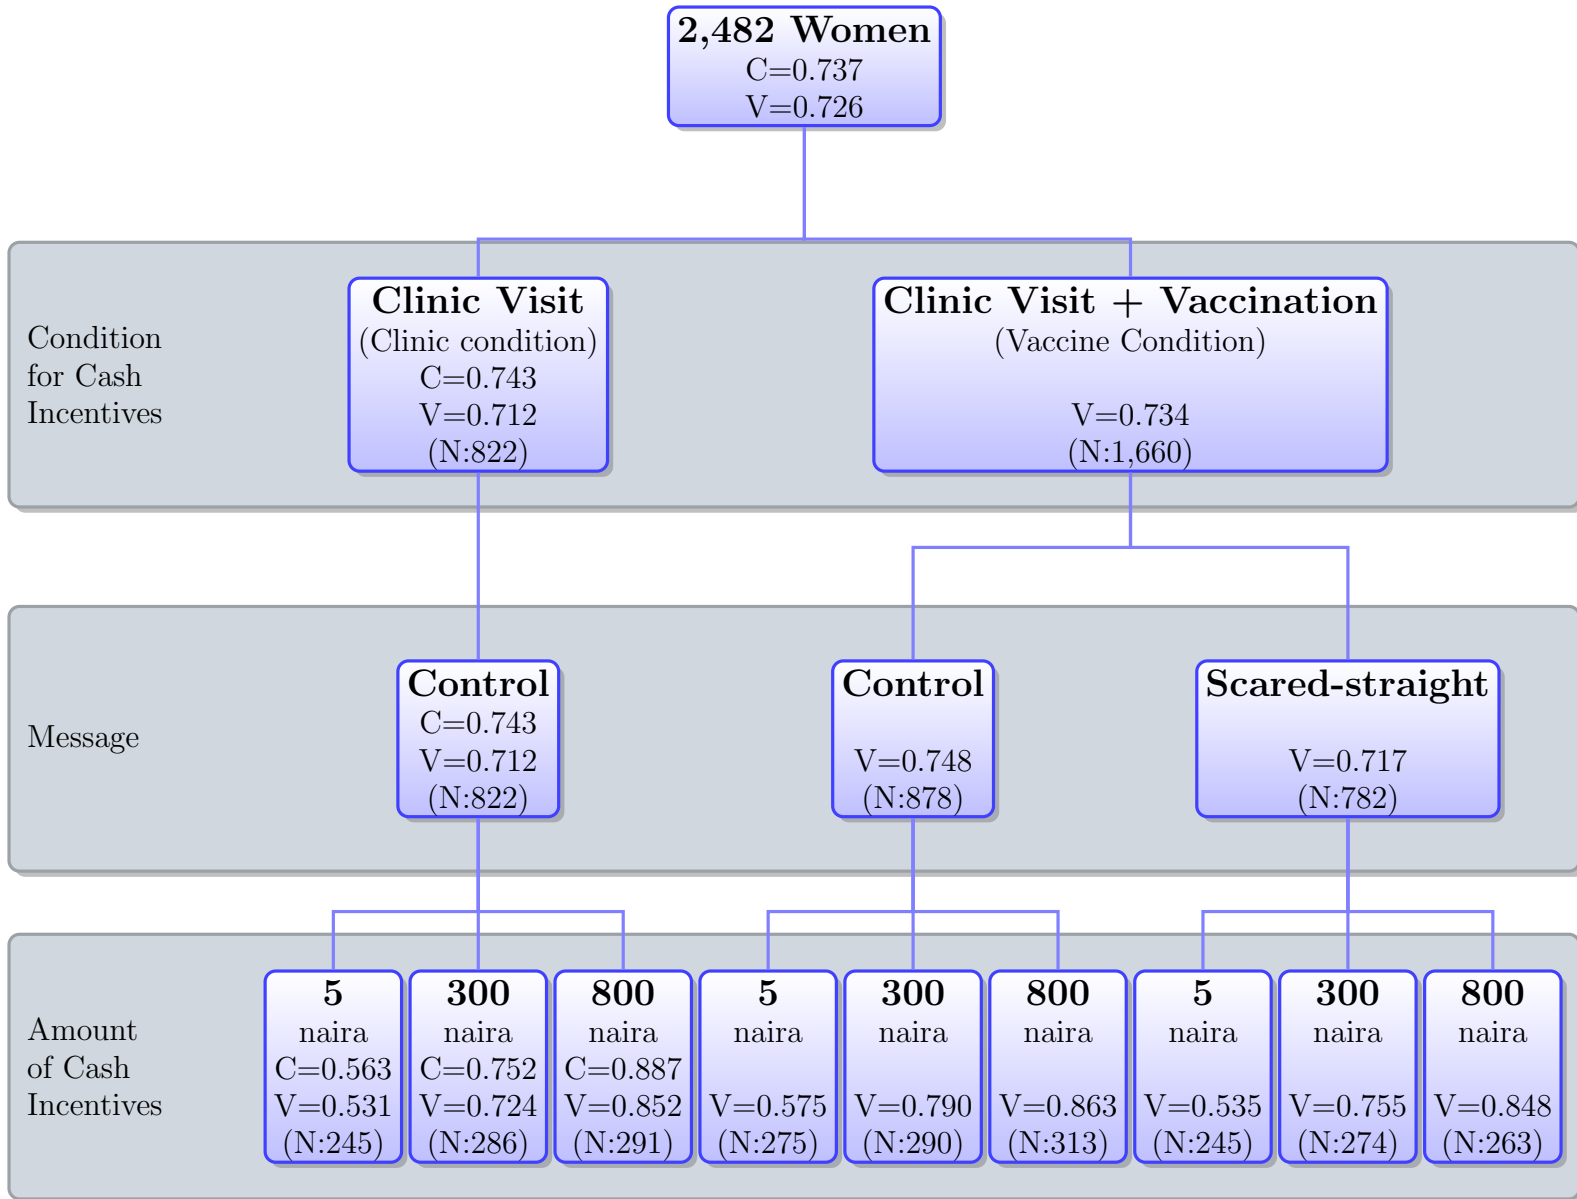 2,482 Women
C=0.737
V=0.726
Condition
for Cash
Incentives
Clinic Visit
(Clinic condition)
C=0.743
V=0.712
(N:822)
Clinic Visit + Vaccination
(Vaccine Condition)
V=0.734
(N:1,660)
Message
Control
C=0.743
V=0.712
(N:822)
Control
V=0.748
(N:878)
Scared-straight
V=0.717
(N:782)
Amount
of Cash
Incentives
5
naira
C=0.563
V=0.531
(N:245)
300
naira
C=0.752
V=0.724
(N:286)
800
naira
C=0.887
V=0.852
(N:291)
5
naira
V=0.575
(N:275)
300
naira
V=0.790
(N:290)
800
naira
V=0.863
(N:313)
5
naira
V=0.535
(N:245)
300
naira
V=0.755
(N:274)
800
naira
V=0.848
(N:263)